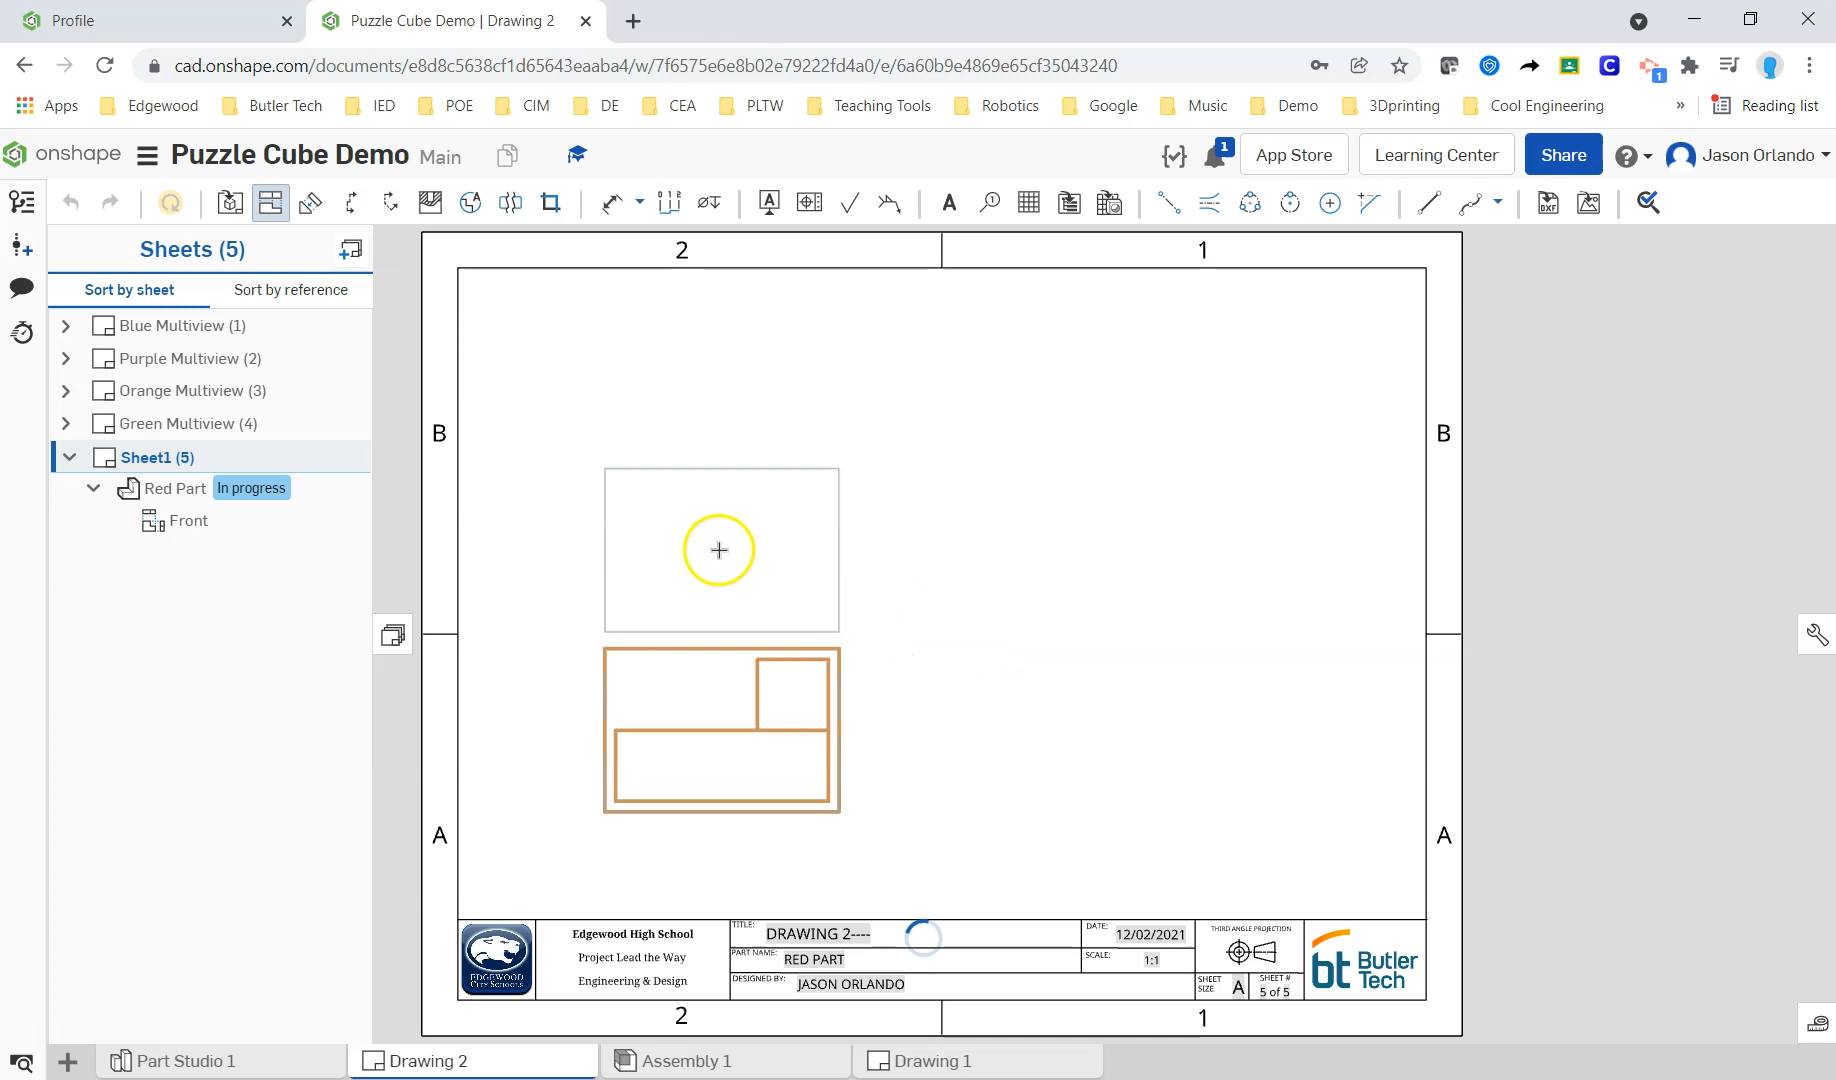 Profile
Puzzle Cube Demo | Drawing 2
cad.onshape.com/documents/e8d8c5638cf1d65643eaaba4/w/7f6575e6e8b02e79222fd4a0/e/6a60b9e4869e65cf35043240
1
Apps Edgewood Butler Tech IED POE CIM DE CEA PLTW Teaching Tools Robotics Google Music Demo 3Dprinting Cool Engineering » Reading list
onshape Puzzle Cube Demo Main 1 App Store Learning Center Share Jason Orlando
Sheets (5)
Sort by sheet Sort by reference
Blue Multiview (1)
Purple Multiview (2)
Orange Multiview (3)
Green Multiview (4)
Sheet1 (5)
Red Part In progress
Front
2 1
B B
A A
EDGEWOOD
CITY SCHOOLS
Edgewood High School
Project Lead the Way
Engineering & Design
TITLE: DRAWING 2----
PART NAME: RED PART
DESIGNED BY: JASON ORLANDO
DATE: 12/02/2021
SCALE: 1:1
THIRD ANGLE PROJECTION
SHEET SIZE A
SHEET # 5 of 5
bt Butler Tech
2 1
Part Studio 1 Drawing 2 Assembly 1 Drawing 1